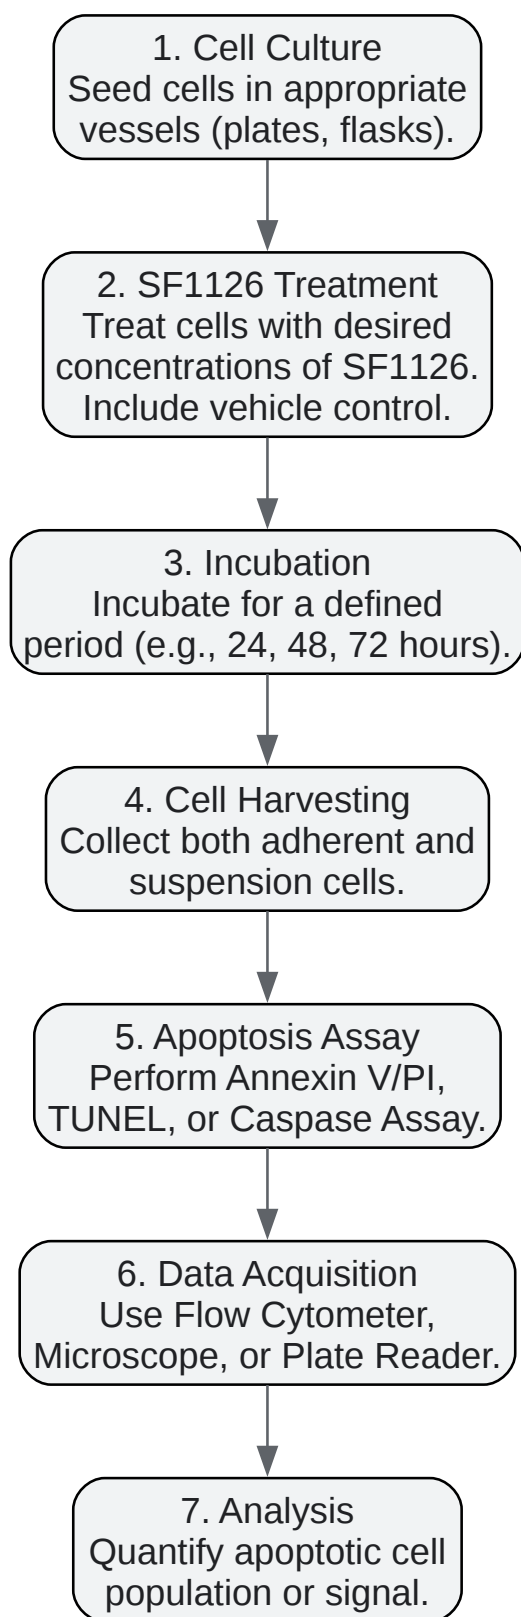 1. Cell Culture
Seed cells in appropriate
vessels (plates, flasks).
2. SF1126 Treatment
Treat cells with desired
concentrations of SF1126.
Include vehicle control.
3. Incubation
Incubate for a defined
period (e.g., 24, 48, 72 hours).
4. Cell Harvesting
Collect both adherent and
suspension cells.
5. Apoptosis Assay
Perform Annexin V/PI,
TUNEL, or Caspase Assay.
6. Data Acquisition
Use Flow Cytometer,
Microscope, or Plate Reader.
7. Analysis
Quantify apoptotic cell
population or signal.